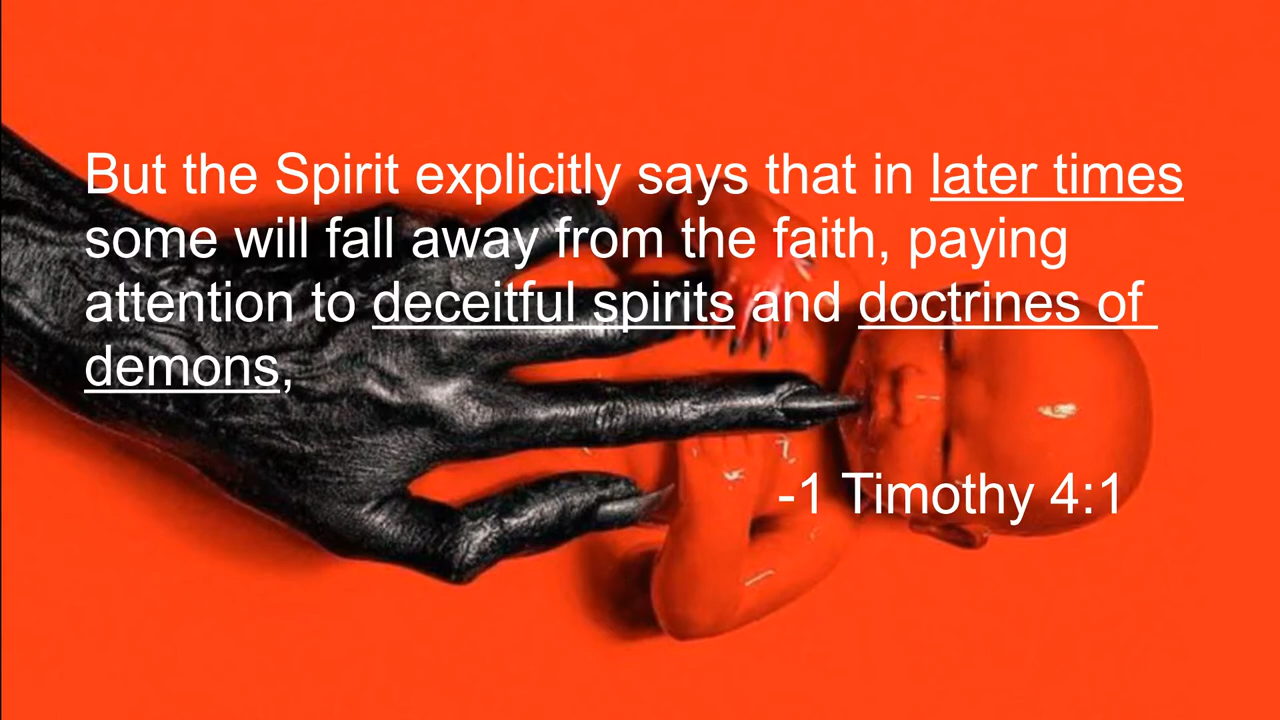 But the Spirit explicitly says that in later times
some will fall away from the faith, paying
attention to deceitful spirits and doctrines of
demons,
-1 Timothy 4:1